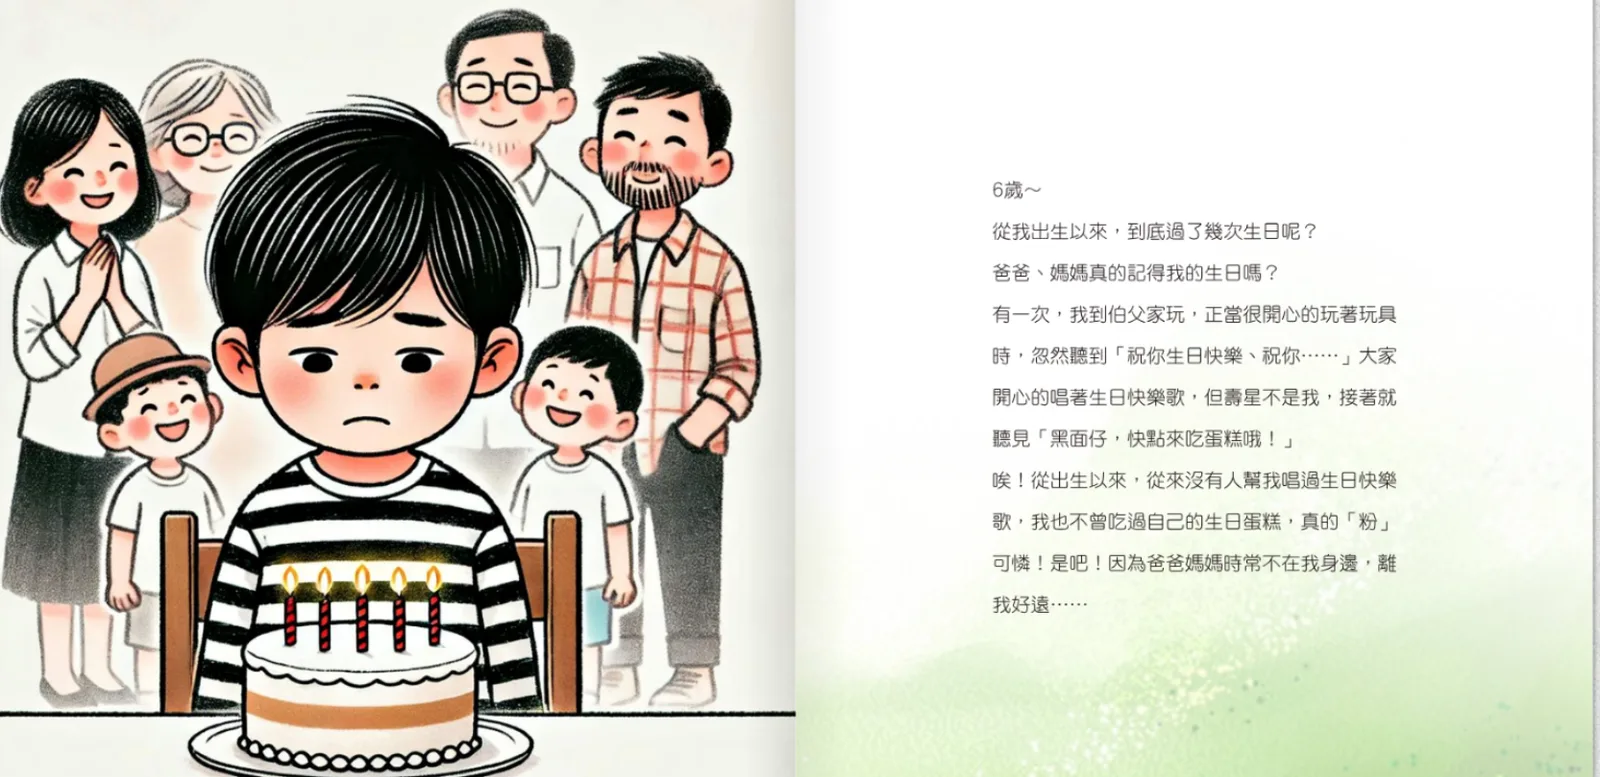 6歲～
從我出生以來，到底過了幾次生日呢？
爸爸、媽媽真的記得我的生日嗎？
有一次，我到伯父家玩，正當很開心的玩著玩具
時，忽然聽到「祝你生日快樂、祝你……」大家
開心的唱著生日快樂歌，但壽星不是我，接著就
聽見「黑面仔，快點來吃蛋糕哦！」
唉！從出生以來，從來沒有人幫我唱過生日快樂
歌，我也不曾吃過自己的生日蛋糕，真的「粉」
可憐！是吧！因為爸爸媽媽時常不在我身邊，離
我好遠……